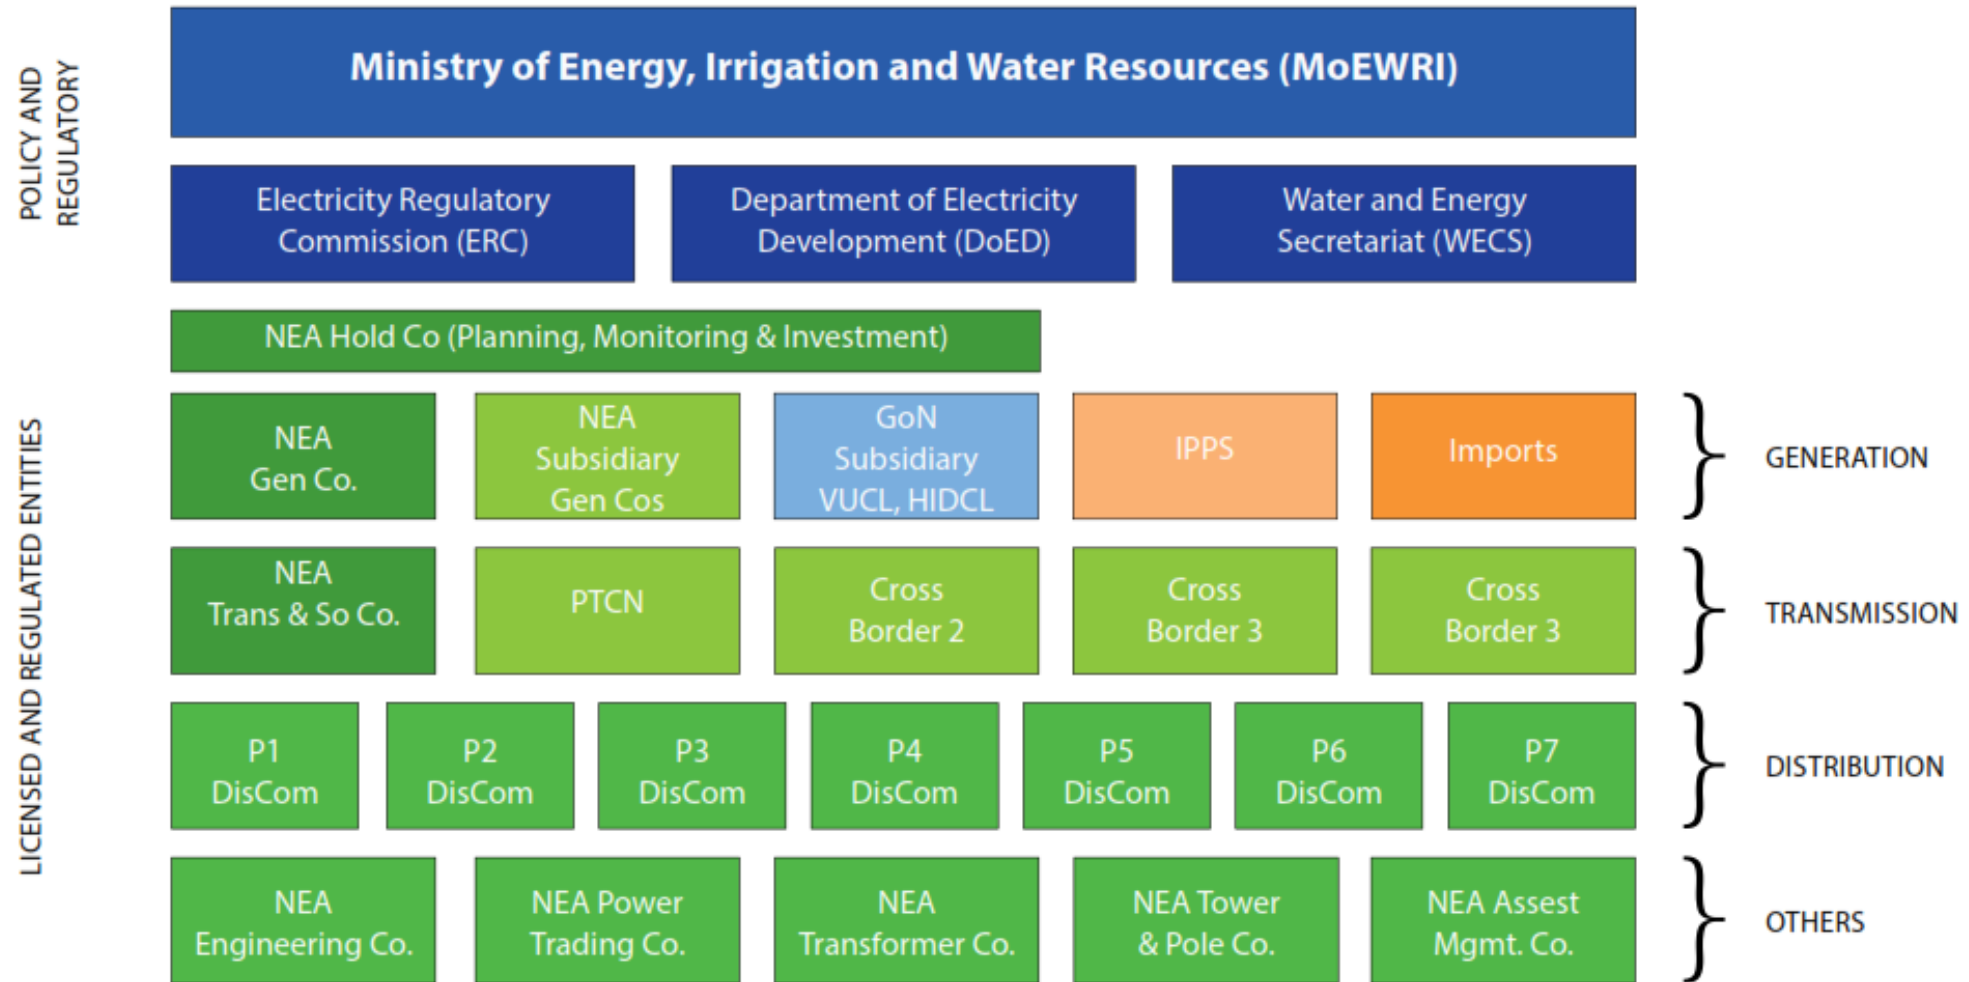 POLICY AND
REGULATORY
Ministry of Energy, Irrigation and Water Resources (MoEWRI)
Electricity Regulatory
Commission (ERC)
Department of Electricity
Development (DoED)
Water and Energy
Secretariat (WECS)
LICENSED AND REGULATED ENTITIES
NEA Hold Co (Planning, Monitoring & Investment)
NEA
Gen Co.
NEA
Subsidiary
Gen Cos
GoN
Subsidiary
VUCL, HIDCL
IPPS
Imports
GENERATION
NEA
Trans & So Co.
PTCN
Cross
Border 2
Cross
Border 3
Cross
Border 3
TRANSMISSION
P1
DisCom
P2
DisCom
P3
DisCom
P4
DisCom
P5
DisCom
P6
DisCom
P7
DisCom
DISTRIBUTION
NEA
Engineering Co.
NEA Power
Trading Co.
NEA
Transformer Co.
NEA Tower
& Pole Co.
NEA Assest
Mgmt. Co.
OTHERS